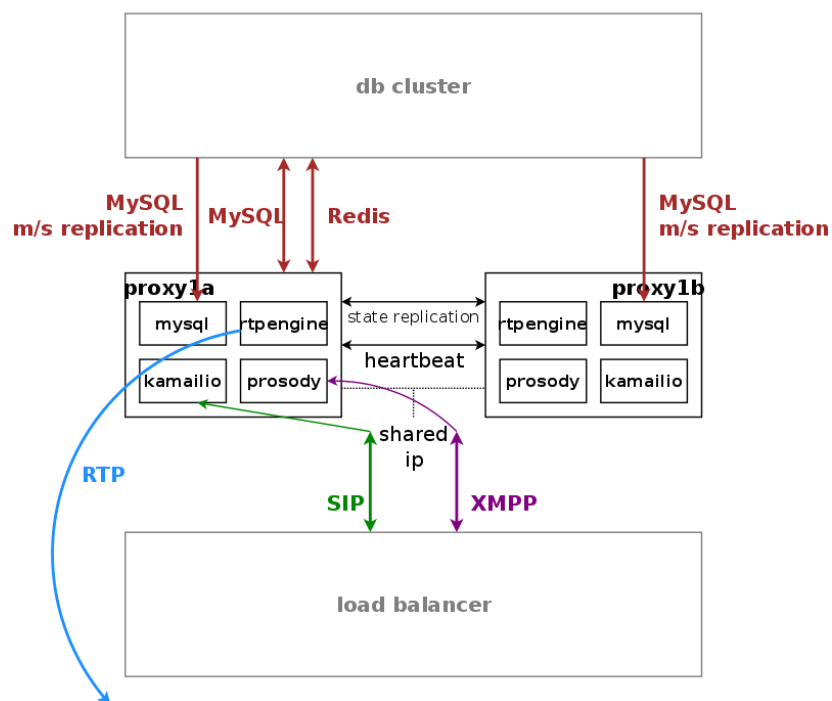 db cluster
MySQL
m/s replication
MySQL
Redis
MySQL
m/s replication
proxy1a
mysql
rtpengine
kamailio
prosody
state replication
heartbeat
proxy1b
rtpengine
mysql
prosody
kamailio
shared
ip
RTP
SIP
XMPP
load balancer